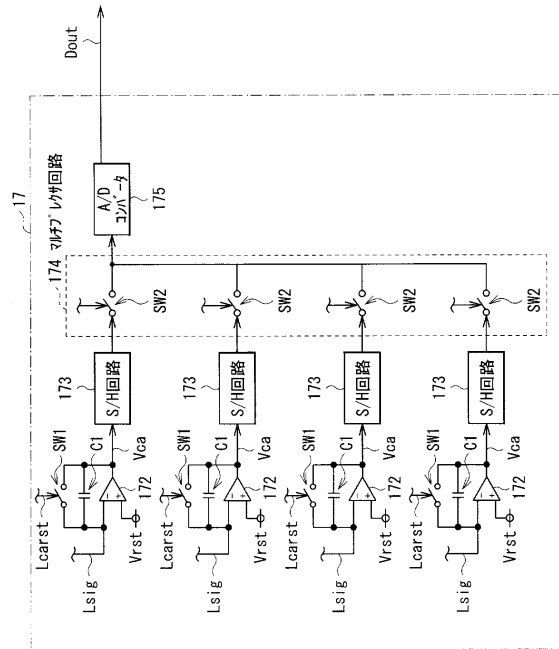 17
174 マルチプレクサ回路
Dout
A/D
コンバータ
175
SW2
SW2
SW2
SW2
173
S/H回路
173
S/H回路
173
S/H回路
173
S/H回路
Lcarst
SW1
C1
Vca
172
Vrst
Lsig
Lcarst
SW1
C1
Vca
172
Vrst
Lsig
Lcarst
SW1
C1
Vca
172
Vrst
Lsig
Lcarst
SW1
C1
Vca
172
Vrst
Lsig